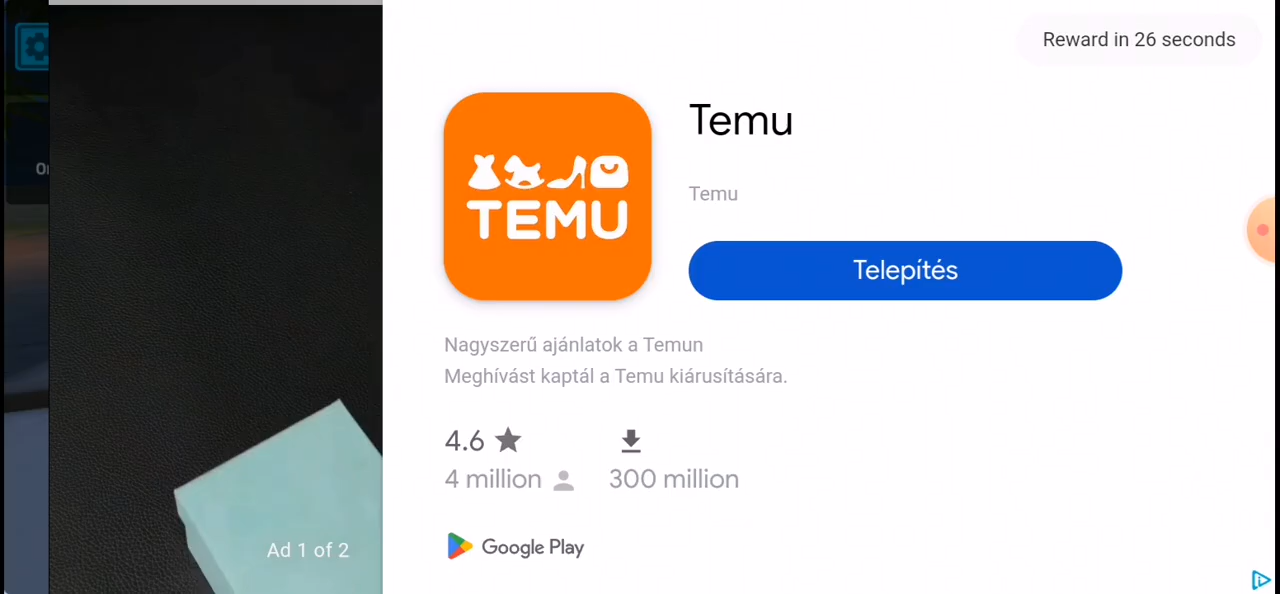 Reward in 26 seconds
TEMU
Temu
Temu
Telepítés
Nagyszerű ajánlatok a Temun
Meghívást kaptál a Temu kiárusítására.
4.6
4 million
300 million
Google Play
Ad 1 of 2